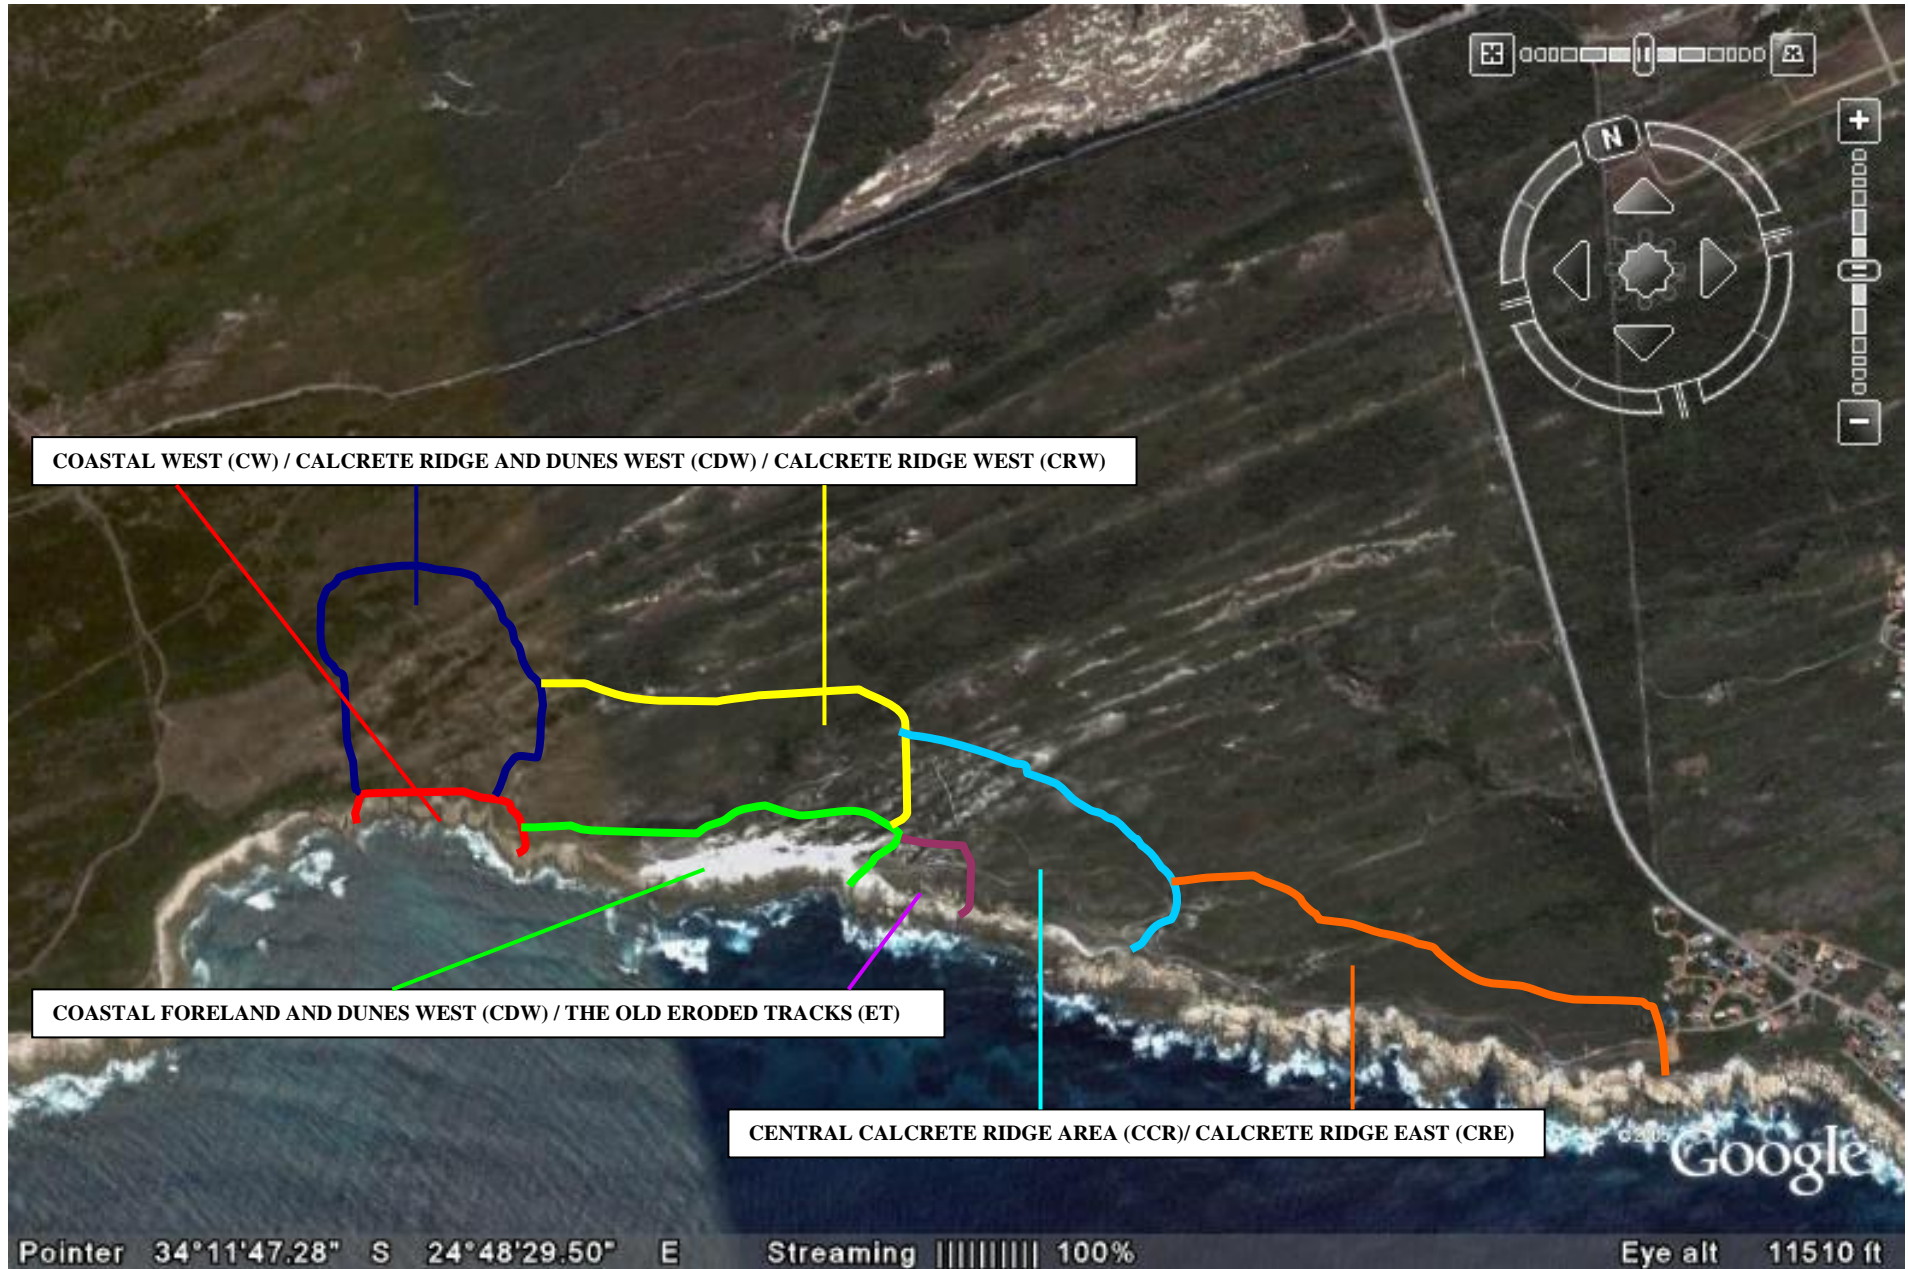 N
COASTAL WEST (CW) / CALCRETE RIDGE AND DUNES WEST (CDW) / CALCRETE RIDGE WEST (CRW)
COASTAL FORELAND AND DUNES WEST (CDW) / THE OLD ERODED TRACKS (ET)
CENTRAL CALCRETE RIDGE AREA (CCR)/ CALCRETE RIDGE EAST (CRE)
Google
Pointer 34°11'47.28" S 24°48'29.50" E Streaming |||||||||| 100% Eye alt 11510 ft